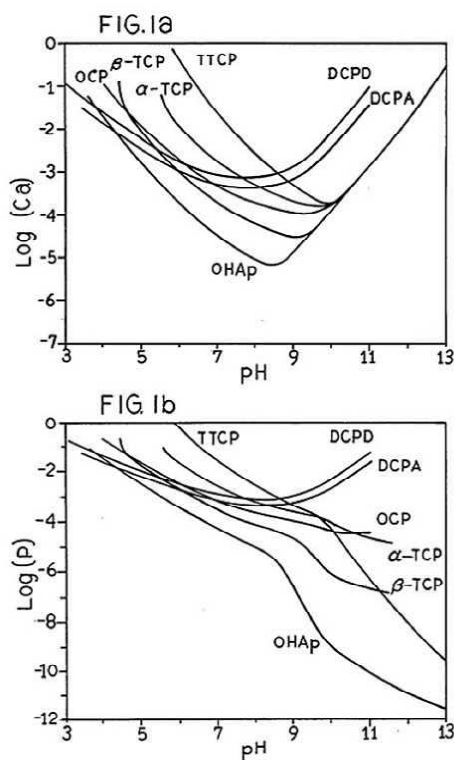 FIG.1a
0
-1
-2
-3
-4
-5
-6
-7
Log (Ca)
OCP
β-TCP
α-TCP
TTCP
DCPD
DCPA
OHAp
3 5 7 9 11 13
pH
FIG.1b
0
-2
-4
-6
-8
-10
-12
Log(P)
TTCP
DCPD
DCPA
OCP
α-TCP
β-TCP
OHAp
3 5 7 9 11 13
pH